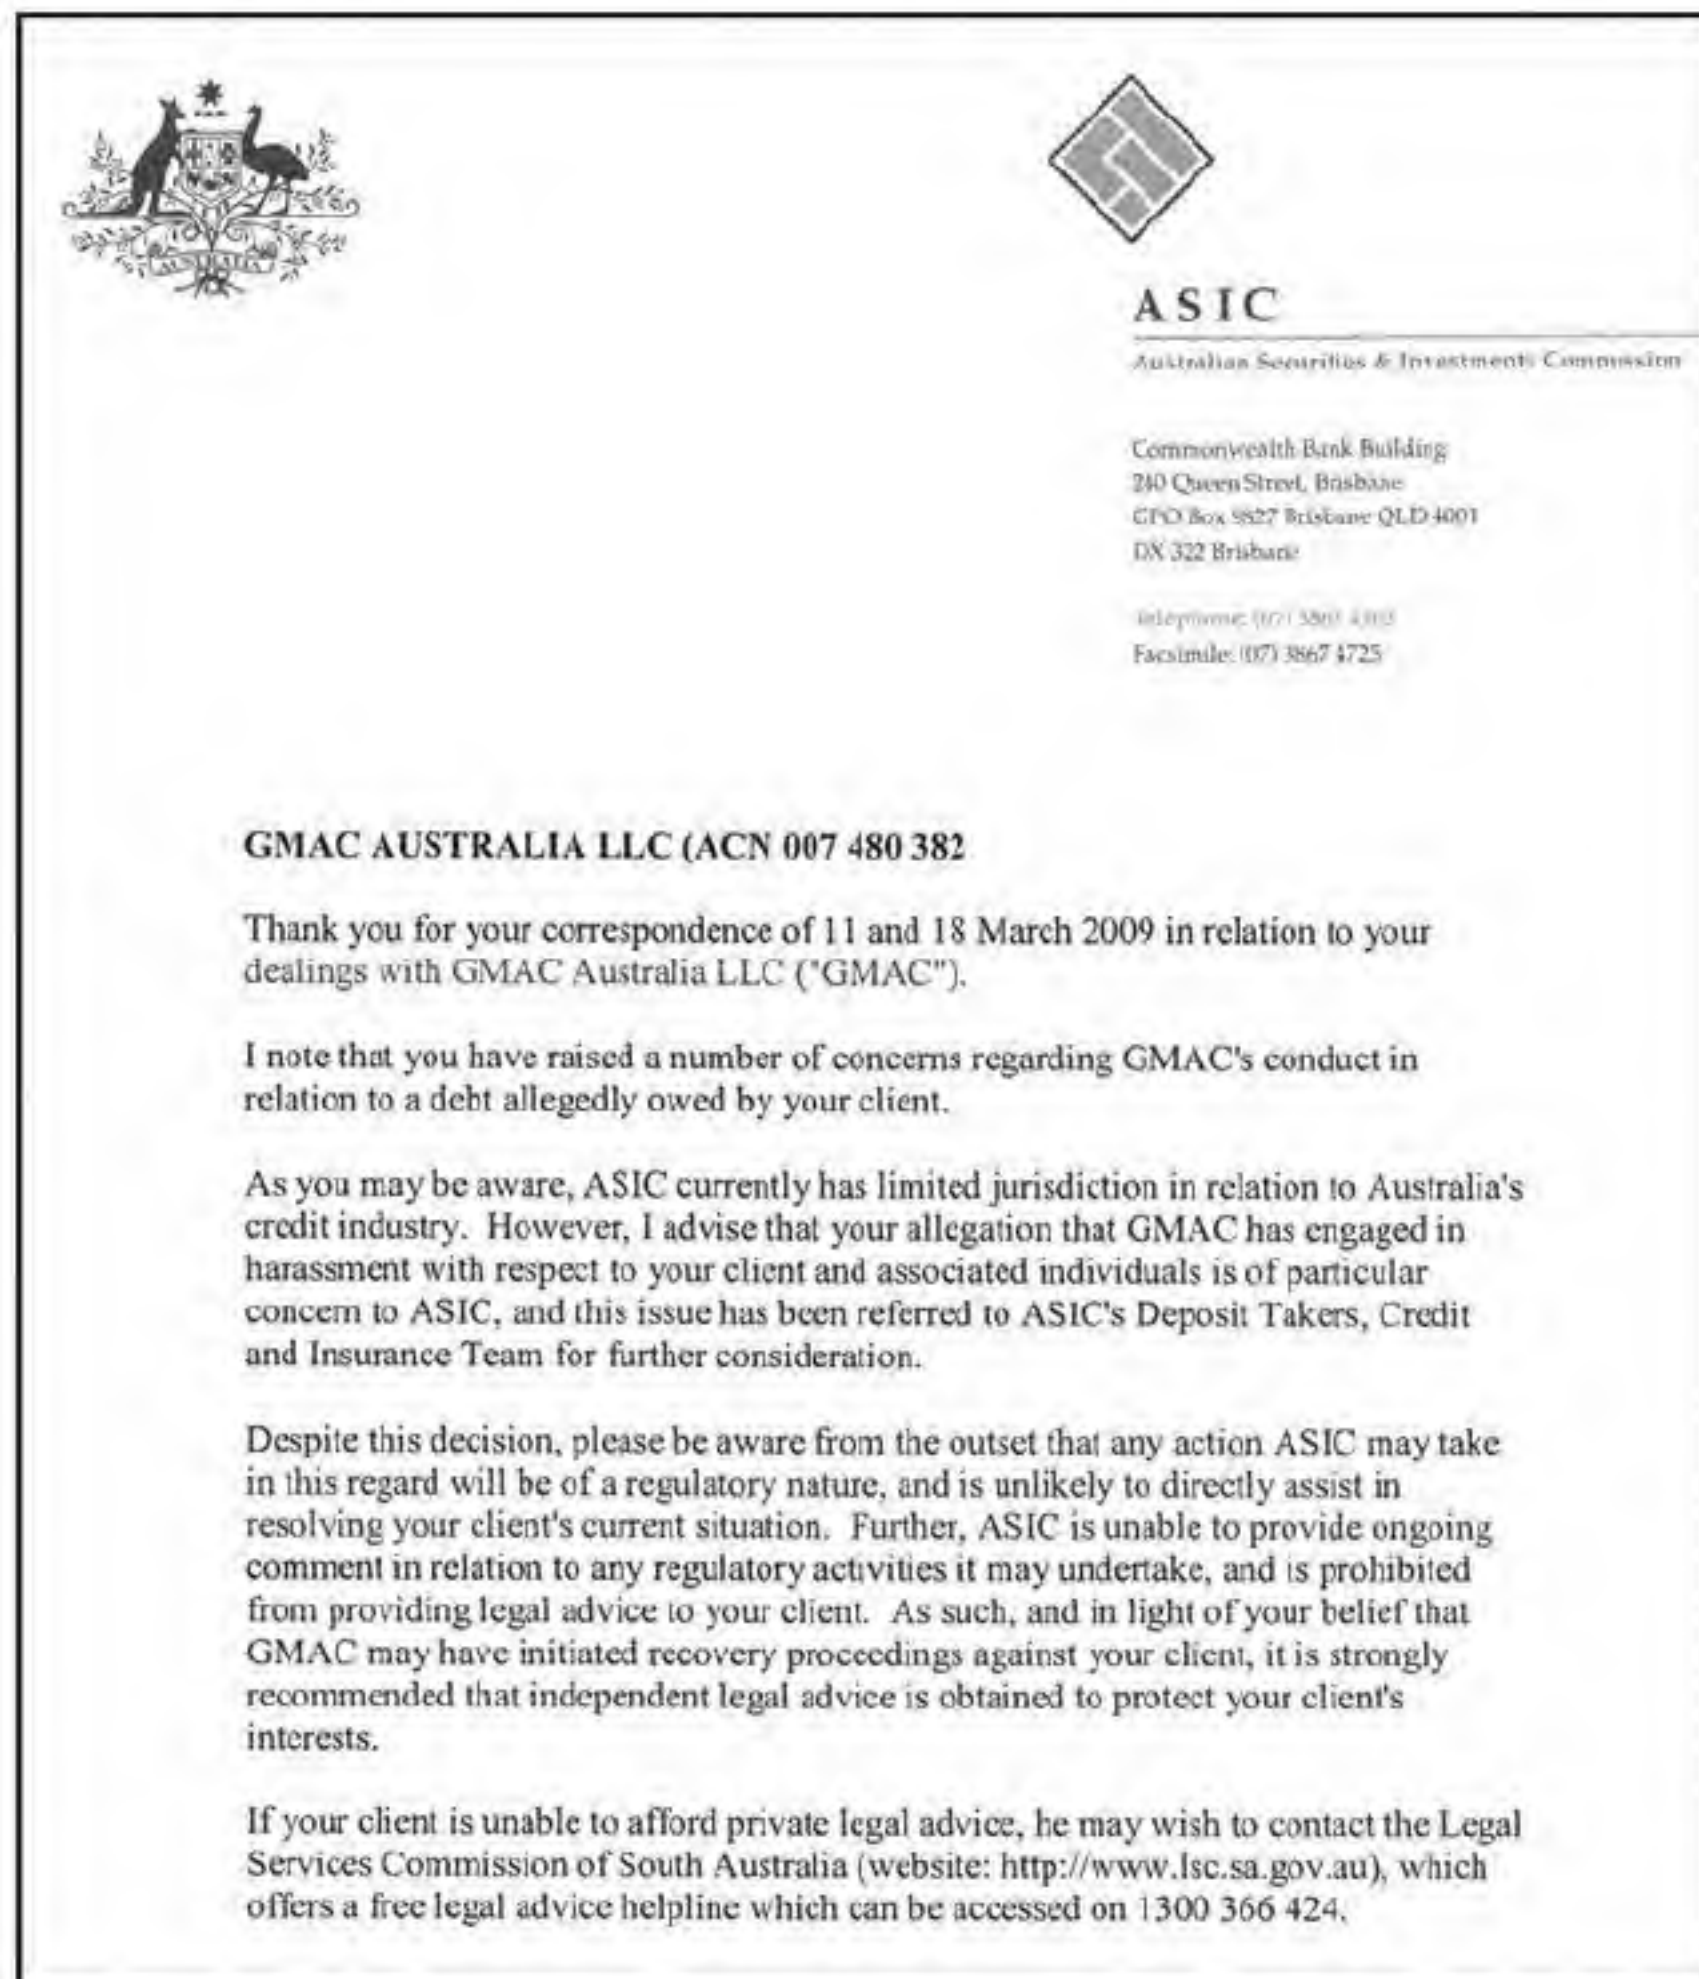 AUSTRALIA
ASIC
Australian Securities & Investments Commission
Commonwealth Bank Building
240 Queen Street, Brisbane
GPO Box 9827 Brisbane QLD 4001
DX 322 Brisbane
Telephone: (07)
Facsimile: (07) 3867 4725
GMAC AUSTRALIA LLC (ACN 007 480 382
Thank you for your correspondence of 11 and 18 March 2009 in relation to your
dealings with GMAC Australia LLC ("GMAC").
I note that you have raised a number of concerns regarding GMAC's conduct in
relation to a debt allegedly owed by your client.
As you may be aware, ASIC currently has limited jurisdiction in relation to Australia's
credit industry.  However, I advise that your allegation that GMAC has engaged in
harassment with respect to your client and associated individuals is of particular
concern to ASIC, and this issue has been referred to ASIC's Deposit Takers, Credit
and Insurance Team for further consideration.
Despite this decision, please be aware from the outset that any action ASIC may take
in this regard will be of a regulatory nature, and is unlikely to directly assist in
resolving your client's current situation.  Further, ASIC is unable to provide ongoing
comment in relation to any regulatory activities it may undertake, and is prohibited
from providing legal advice to your client.  As such, and in light of your belief that
GMAC may have initiated recovery proceedings against your client, it is strongly
recommended that independent legal advice is obtained to protect your client's
interests.
If your client is unable to afford private legal advice, he may wish to contact the Legal
Services Commission of South Australia (website: http://www.lsc.sa.gov.au), which
offers a free legal advice helpline which can be accessed on 1300 366 424.